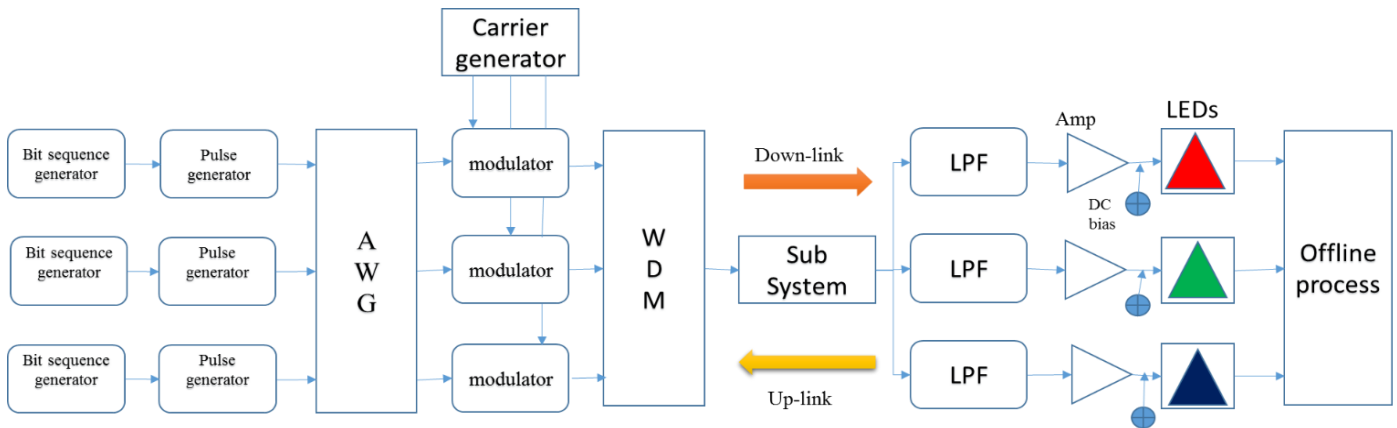 Carrier
generator
Bit sequence
generator
Pulse
generator
Bit sequence
generator
Pulse
generator
Bit sequence
generator
Pulse
generator
A
W
G
modulator
modulator
modulator
W
D
M
Down-link
Sub
System
Up-link
LPF
LPF
LPF
Amp
DC
bias
LEDs
Offline
process